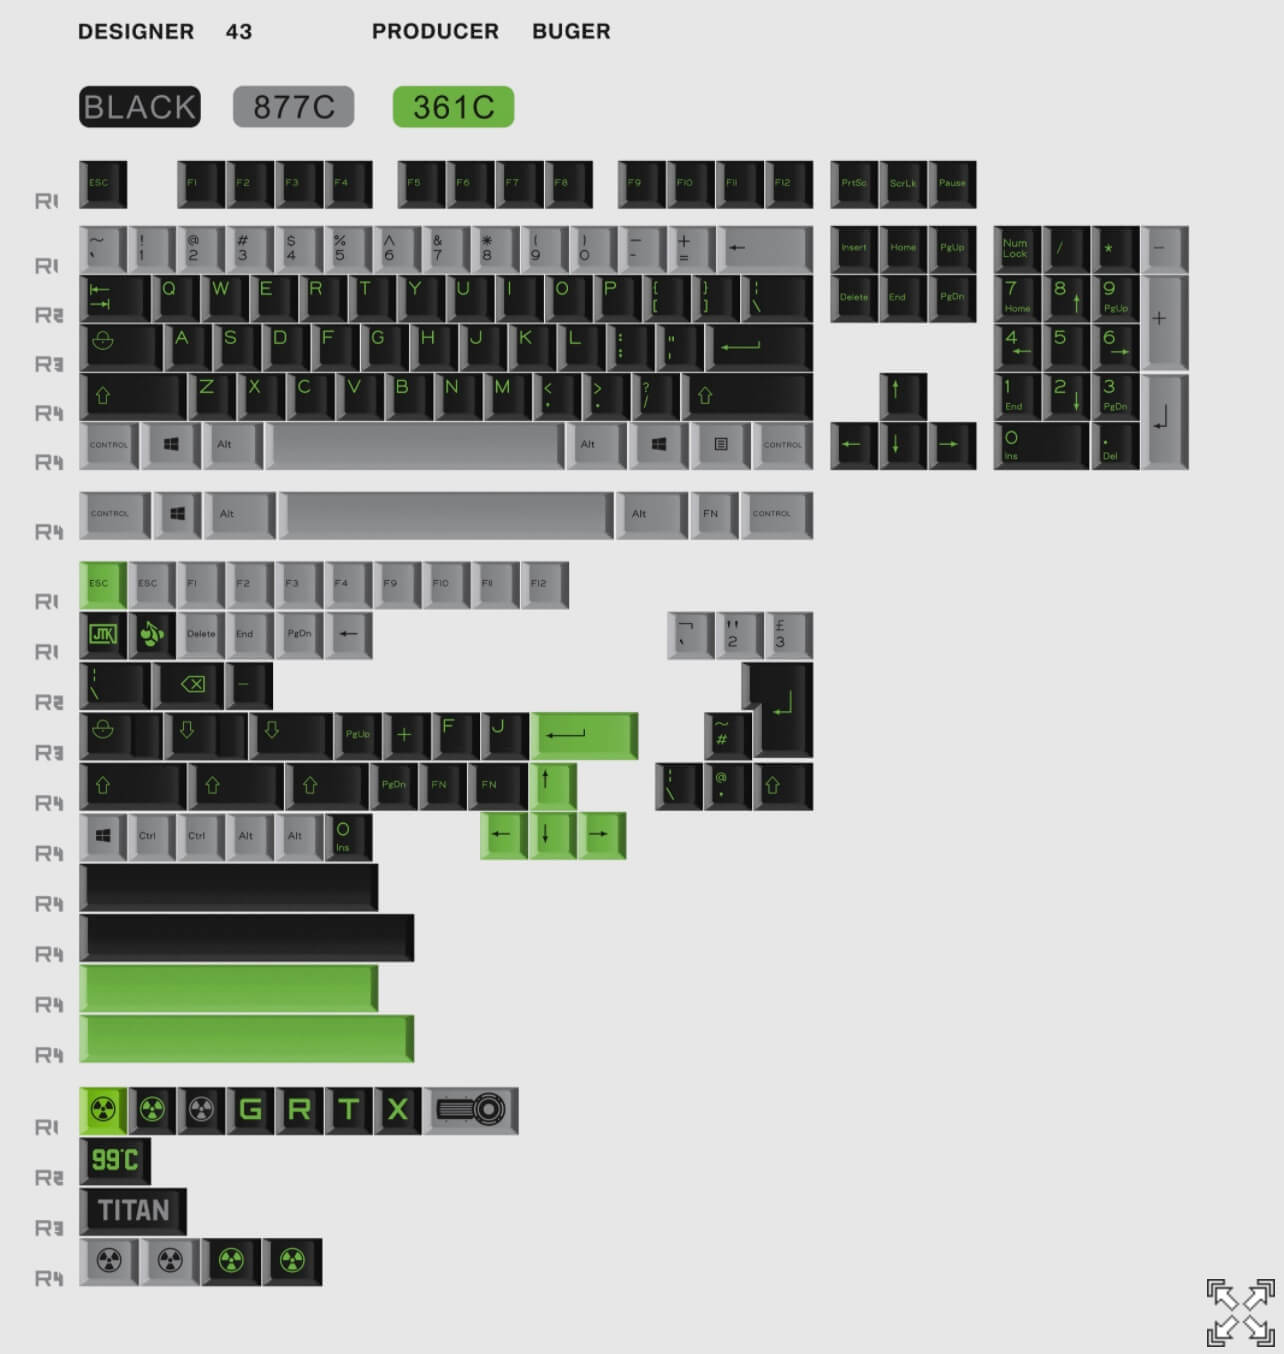 DESIGNER 43 PRODUCER BUGER
BLACK 877C 361C
R1 ESC F1 F2 F3 F4 F5 F6 F7 F8 F9 F10 F11 F12 PrtSc ScrLk Pause
R1 ~ ` ! 1 @ 2 # 3 $ 4 % 5 ^ 6 & 7 * 8 ( 9 ) 0 — - + = ← Insert Home PgUp Num Lock / * −
R2 Q W E R T Y U I O P { [ } ] ¦ \ Delete End PgDn 7 Home 8 ↑ 9 PgUp +
R3 A S D F G H J K L : ; " ' 4 ← 5 6 →
R4 ⇧ Z X C V B N M < , > . ? / ⇧ ↑ 1 End 2 ↓ 3 PgDn
R4 CONTROL Alt Alt CONTROL ← ↓ → 0 Ins . Del
R4 CONTROL Alt Alt FN CONTROL
R1 ESC ESC F1 F2 F3 F4 F9 F10 F11 F12
R1 JTK Delete End PgDn ← ¬ ` " 2 £ 3
R2 ¦ \ −
R3 ⇩ ⇩ PgUp + F J ~ #
R4 ⇧ ⇧ ⇧ PgDn FN FN ↑ ¦ \ @ ' ⇧
R4 Ctrl Ctrl Alt Alt 0 Ins ← ↓ →
R4
R4
R4
R4
R1 G R T X
R2 99°C
R3 TITAN
R4